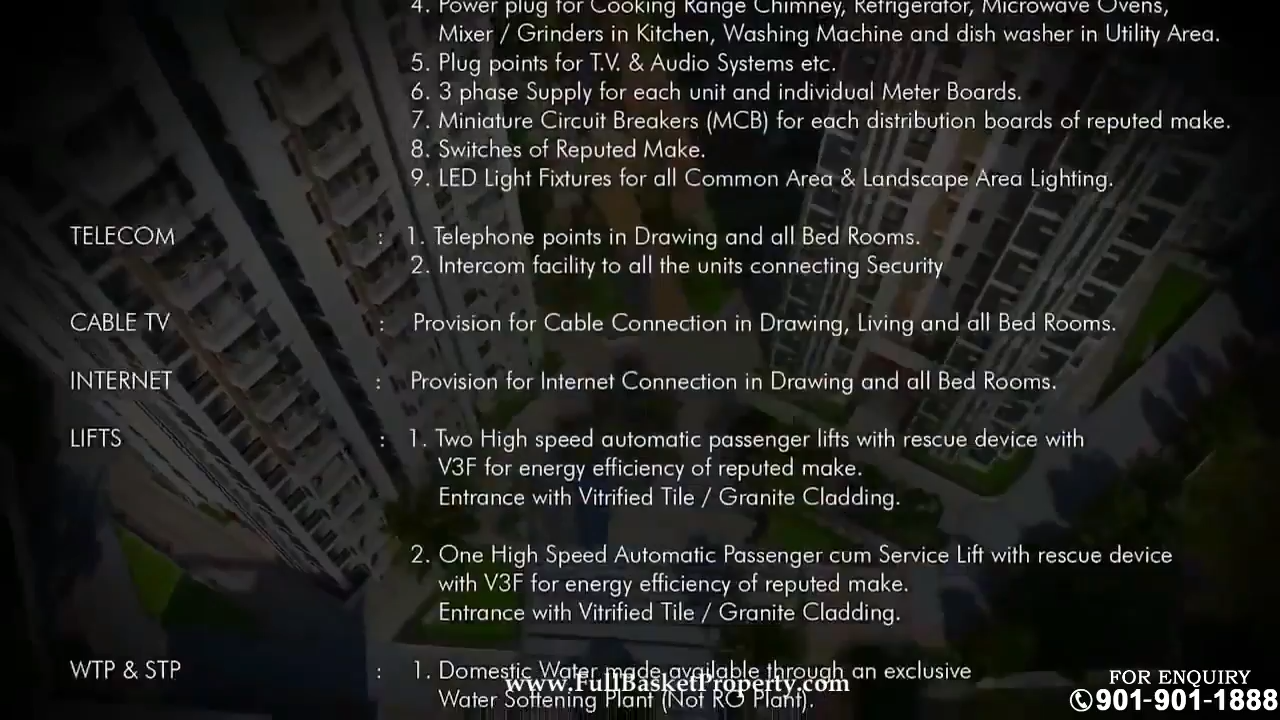 4. Power plug for Cooking Range Chimney, Refrigerator, Microwave Ovens,
Mixer / Grinders in Kitchen, Washing Machine and dish washer in Utility Area.
5. Plug points for T.V. & Audio Systems etc.
6. 3 phase Supply for each unit and individual Meter Boards.
7. Miniature Circuit Breakers (MCB) for each distribution boards of reputed make.
8. Switches of Reputed Make.
9. LED Light Fixtures for all Common Area & Landscape Area Lighting.
TELECOM : 1. Telephone points in Drawing and all Bed Rooms.
2. Intercom facility to all the units connecting Security
CABLE TV : Provision for Cable Connection in Drawing, Living and all Bed Rooms.
INTERNET : Provision for Internet Connection in Drawing and all Bed Rooms.
LIFTS : 1. Two High speed automatic passenger lifts with rescue device with
V3F for energy efficiency of reputed make.
Entrance with Vitrified Tile / Granite Cladding.
2. One High Speed Automatic Passenger cum Service Lift with rescue device
with V3F for energy efficiency of reputed make.
Entrance with Vitrified Tile / Granite Cladding.
WTP & STP : 1. Domestic Water made available through an exclusive
Water Softening Plant (Not RO Plant).
www.FullBasketProperty.com
FOR ENQUIRY
901-901-1888